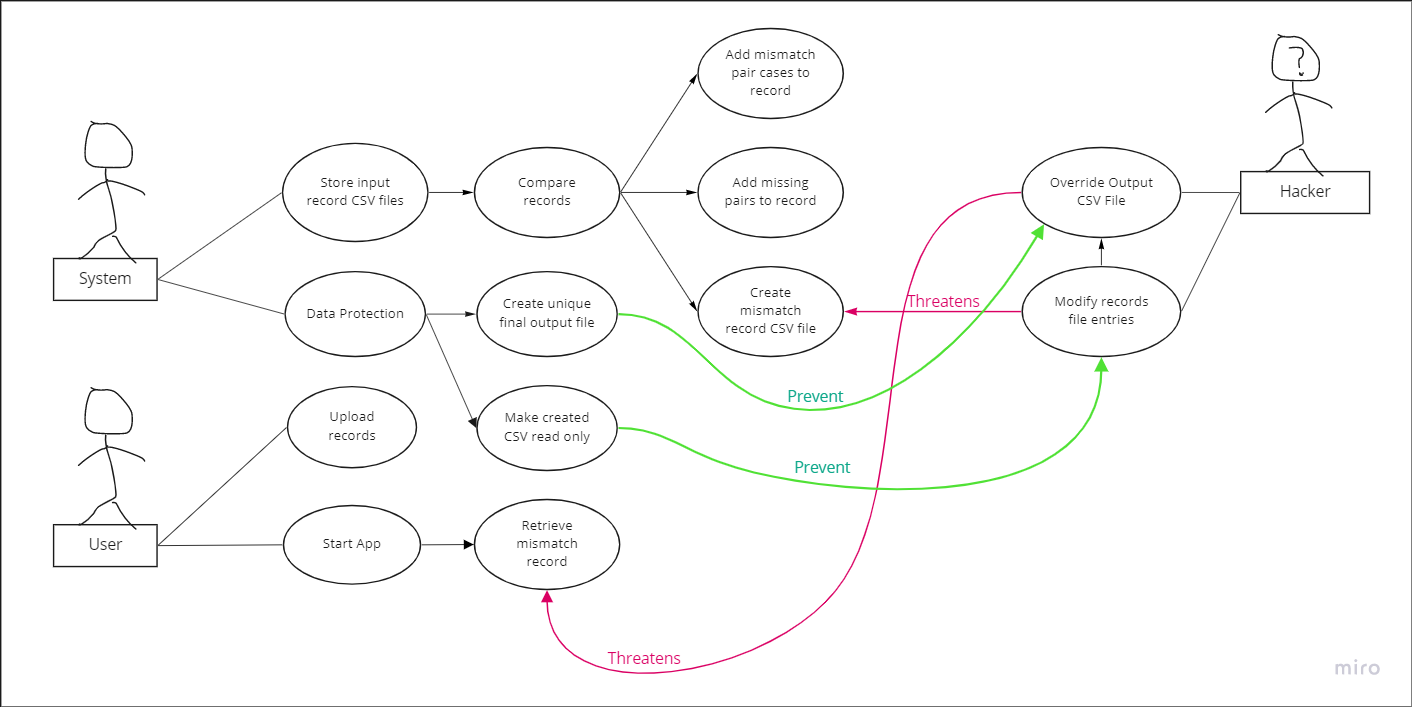 Add mismatch
pair cases to
record
?
Store input
record CSV files
Compare
records
Add missing
pairs to record
Override Output
CSV File
Hacker
System
Data Protection
Create unique
final output file
Create
mismatch
record CSV file
Threatens
Modify records
file entries
Prevent
Upload
records
Make created
CSV read only
Prevent
User
Start App
Retrieve
mismatch
record
Threatens
miro